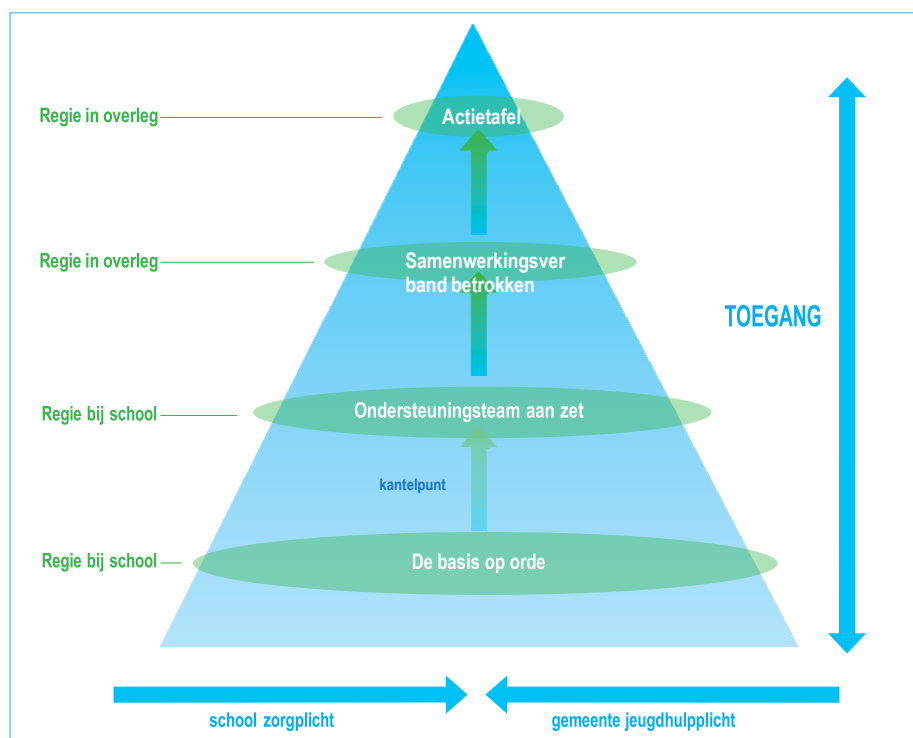 Regie in overleg
Actietafel
Regie in overleg
Samenwerkingsver
band betrokken
TOEGANG
Regie bij school
Ondersteuningsteam aan zet
kantelpunt
Regie bij school
De basis op orde
school zorgplicht
gemeente jeugdhulpplicht